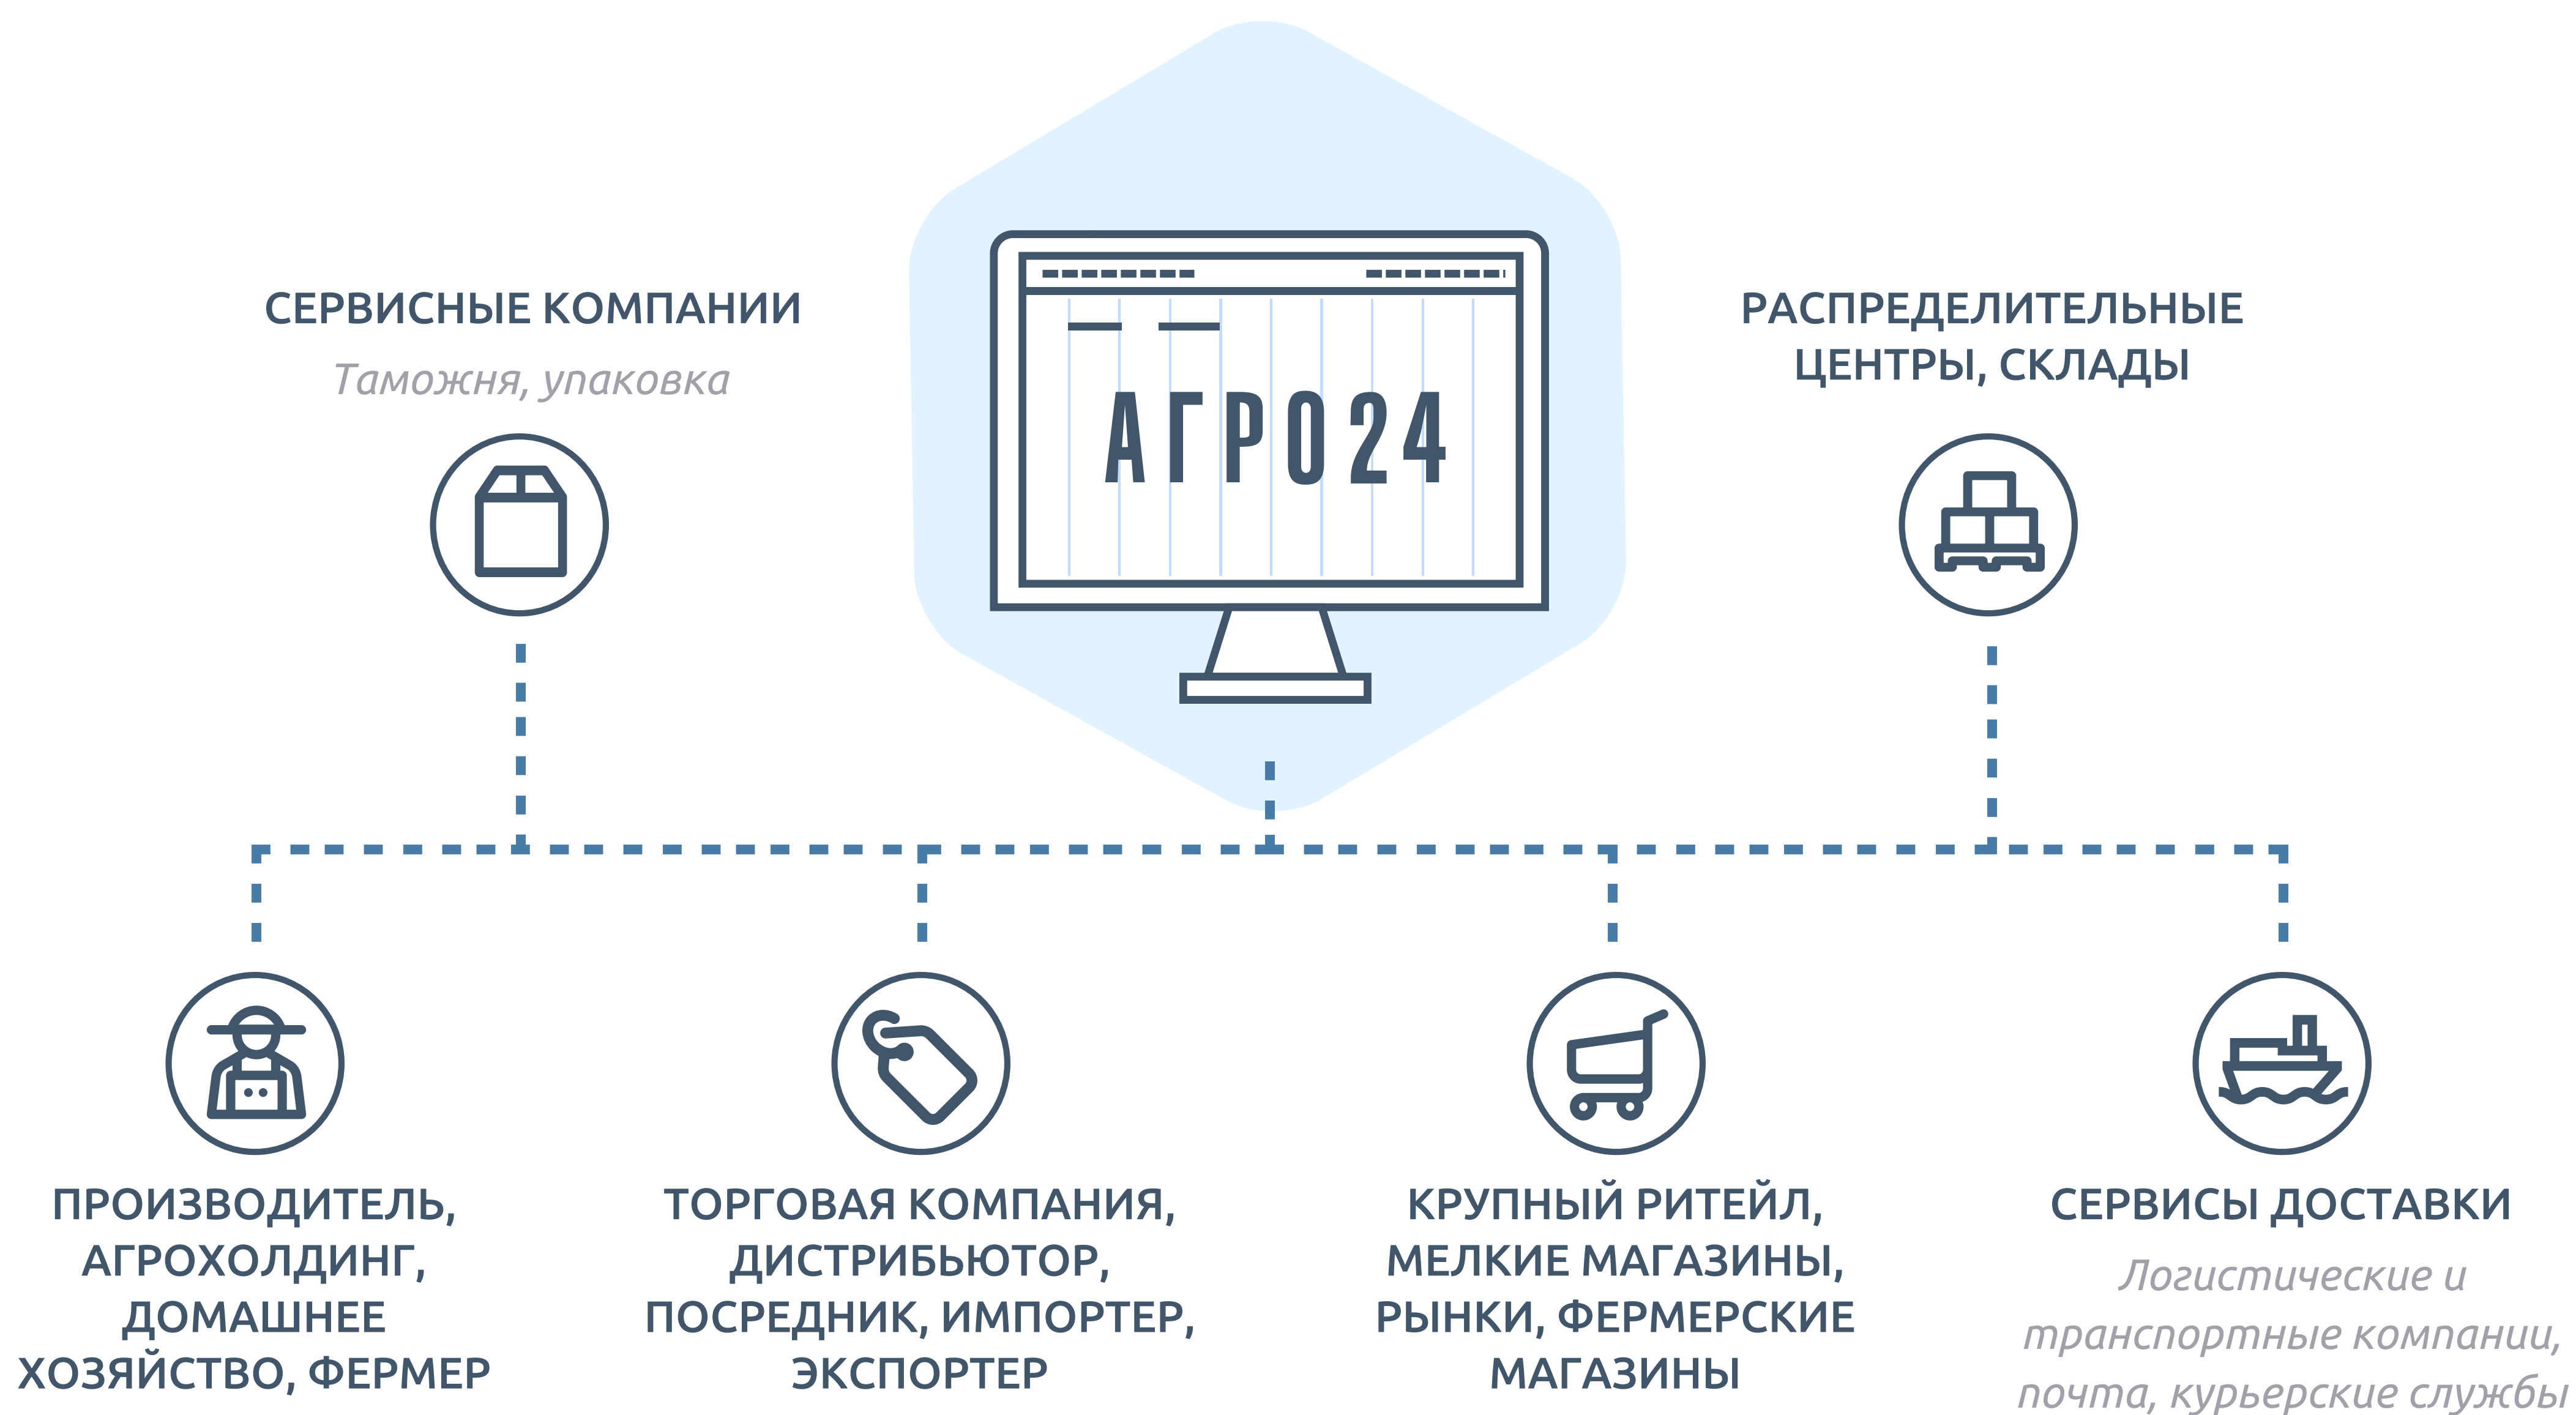 СЕРВИСНЫЕ КОМПАНИИ
Таможня, упаковка
АГРО24
РАСПРЕДЕЛИТЕЛЬНЫЕ
ЦЕНТРЫ, СКЛАДЫ
ПРОИЗВОДИТЕЛЬ,
АГРОХОЛДИНГ,
ДОМАШНЕЕ
ХОЗЯЙСТВО, ФЕРМЕР
ТОРГОВАЯ КОМПАНИЯ,
ДИСТРИБЬЮТОР,
ПОСРЕДНИК, ИМПОРТЕР,
ЭКСПОРТЕР
КРУПНЫЙ РИТЕЙЛ,
МЕЛКИЕ МАГАЗИНЫ,
РЫНКИ, ФЕРМЕРСКИЕ
МАГАЗИНЫ
СЕРВИСЫ ДОСТАВКИ
Логистические и
транспортные компании,
почта, курьерские службы